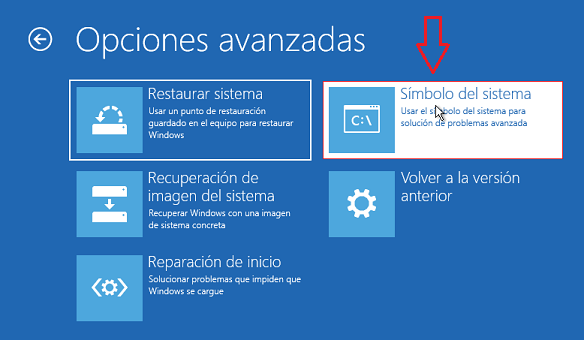 Opciones avanzadas
Restaurar sistema
Usar un punto de restauración
guardado en el equipo para restaurar
Windows
Símbolo del sistema
Usar el símbolo del sistema para
solución de problemas avanzada
C:\
Recuperación de
imagen del sistema
Recuperar Windows con una imagen
de sistema concreta
Volver a la versión
anterior
Reparación de inicio
Solucionar problemas que impiden que
Windows se cargue